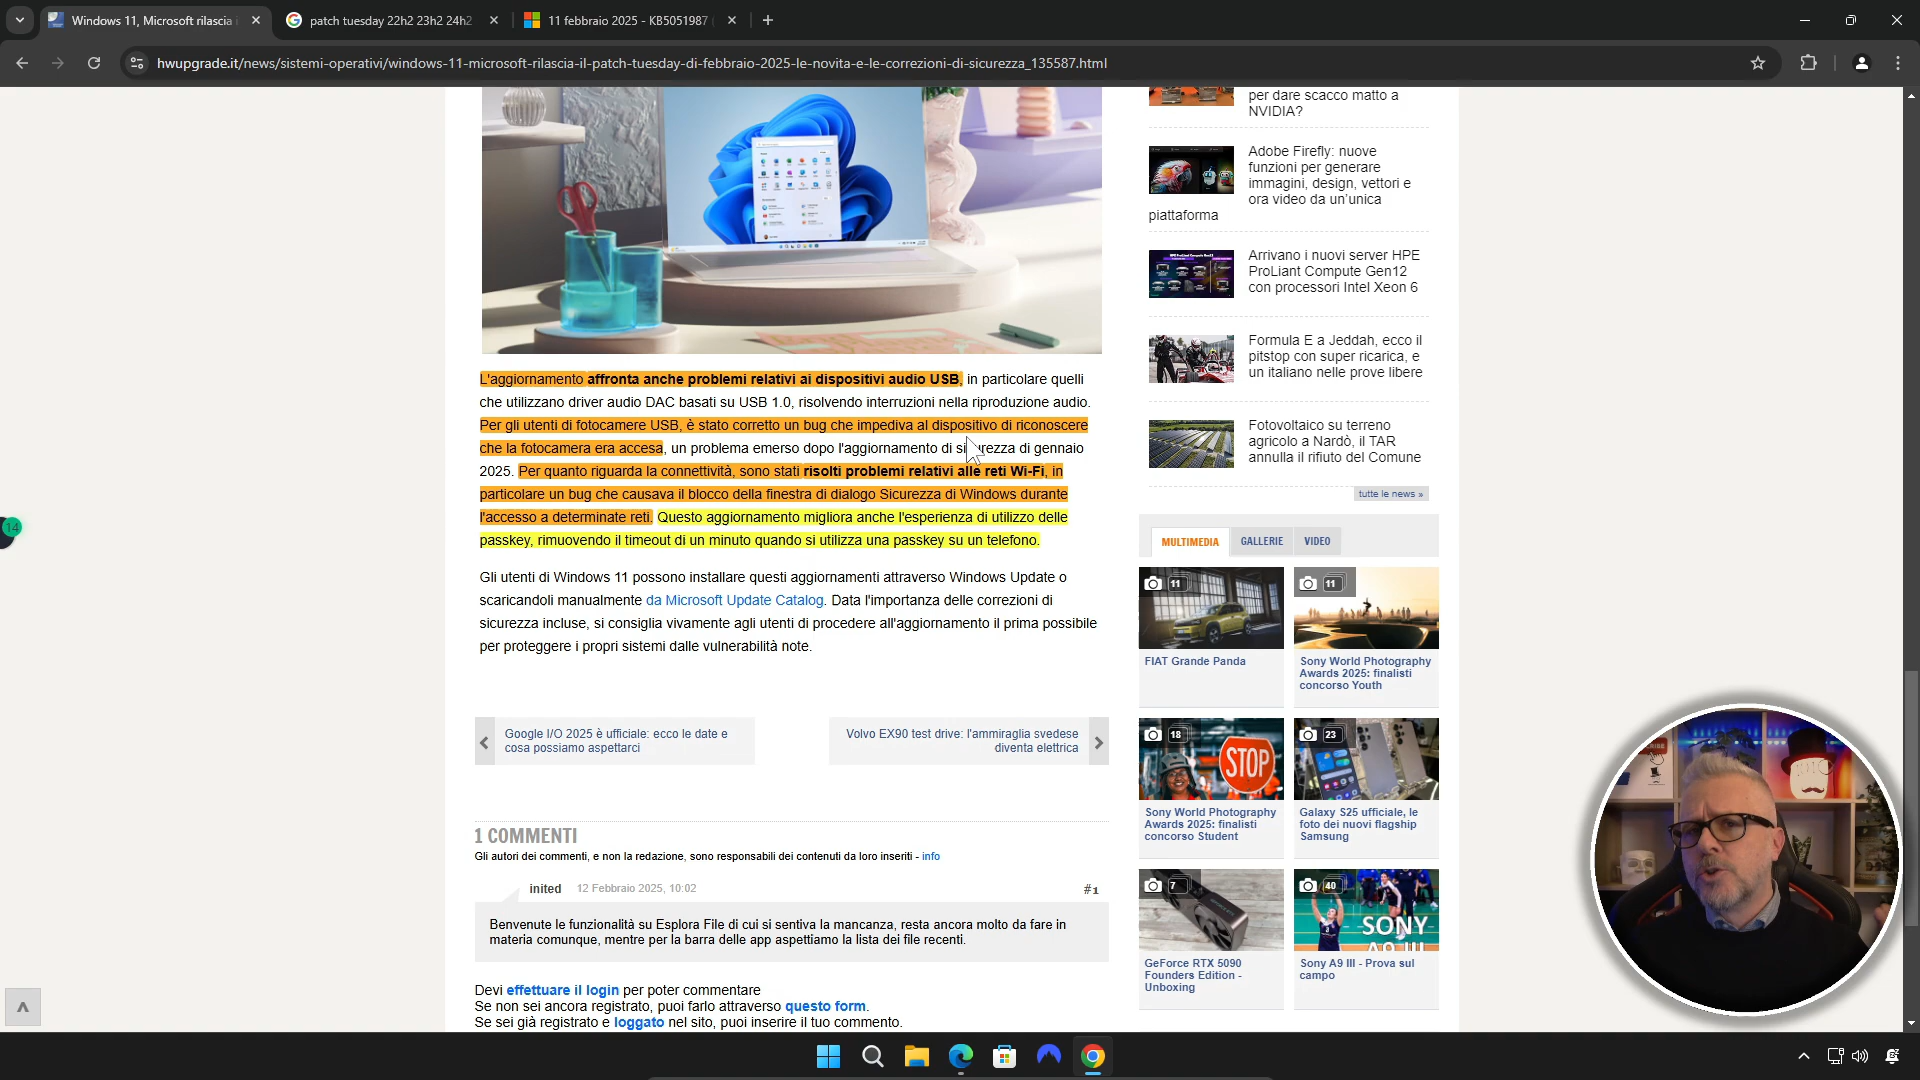 Windows 11, Microsoft rilascia
patch tuesday 22h2 23h2 24h2
11 febbraio 2025 - KB5051987
hwupgrade.it/news/sistemi-operativi/windows-11-microsoft-rilascia-il-patch-tuesday-di-febbraio-2025-le-novita-e-le-correzioni-di-sicurezza_135587.html
L'aggiornamento affronta anche problemi relativi ai dispositivi audio USB, in particolare quelli
che utilizzano driver audio DAC basati su USB 1.0, risolvendo interruzioni nella riproduzione audio.
Per gli utenti di fotocamere USB, è stato corretto un bug che impediva al dispositivo di riconoscere
che la fotocamera era accesa, un problema emerso dopo l'aggiornamento di sicurezza di gennaio
2025. Per quanto riguarda la connettività, sono stati risolti problemi relativi alle reti Wi-Fi, in
particolare un bug che causava il blocco della finestra di dialogo Sicurezza di Windows durante
l'accesso a determinate reti. Questo aggiornamento migliora anche l'esperienza di utilizzo delle
passkey, rimuovendo il timeout di un minuto quando si utilizza una passkey su un telefono.
Gli utenti di Windows 11 possono installare questi aggiornamenti attraverso Windows Update o
scaricandoli manualmente da Microsoft Update Catalog. Data l'importanza delle correzioni di
sicurezza incluse, si consiglia vivamente agli utenti di procedere all'aggiornamento il prima possibile
per proteggere i propri sistemi dalle vulnerabilità note.
Google I/O 2025 è ufficiale: ecco le date e
cosa possiamo aspettarci
Volvo EX90 test drive: l'ammiraglia svedese
diventa elettrica
1 COMMENTI
Gli autori dei commenti, e non la redazione, sono responsabili dei contenuti da loro inseriti - info
inited 12 Febbraio 2025, 10:02 #1
Benvenute le funzionalità su Esplora File di cui si sentiva la mancanza, resta ancora molto da fare in
materia comunque, mentre per la barra delle app aspettiamo la lista dei file recenti.
Devi effettuare il login per poter commentare
Se non sei ancora registrato, puoi farlo attraverso questo form.
Se sei già registrato e loggato nel sito, puoi inserire il tuo commento.
per dare scacco matto a
NVIDIA?
Adobe Firefly: nuove
funzioni per generare
immagini, design, vettori e
ora video da un'unica
piattaforma
Arrivano i nuovi server HPE
ProLiant Compute Gen12
con processori Intel Xeon 6
Formula E a Jeddah, ecco il
pitstop con super ricarica, e
un italiano nelle prove libere
Fotovoltaico su terreno
agricolo a Nardò, il TAR
annulla il rifiuto del Comune
tutte le news »
MULTIMEDIA GALLERIE VIDEO
11
11
FIAT Grande Panda
Sony World Photography
Awards 2025: finalisti
concorso Youth
18
STOP
23
Sony World Photography
Awards 2025: finalisti
concorso Student
Galaxy S25 ufficiale, le
foto dei nuovi flagship
Samsung
7
40
SONY
A9 III
GeForce RTX 5090
Founders Edition -
Unboxing
Sony A9 III - Prova sul
campo
14